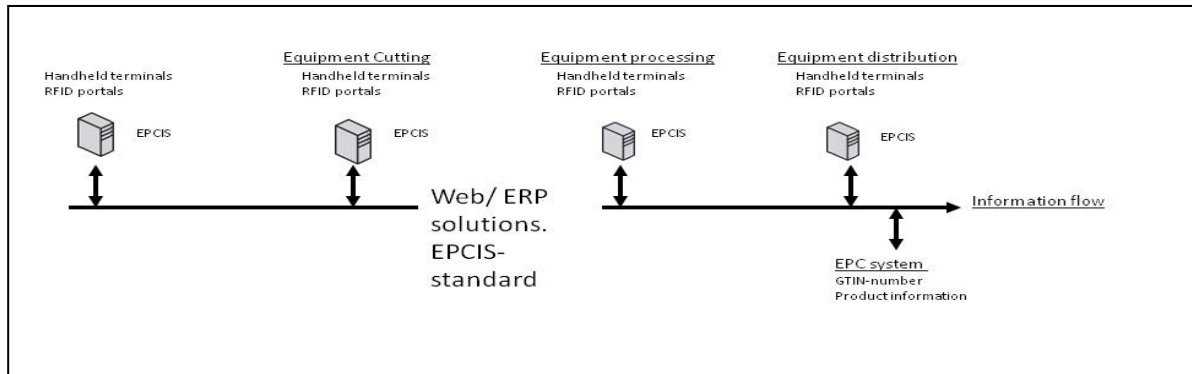 Handheld terminals
RFID portals
EPCIS
Equipment Cutting
Handheld terminals
RFID portals
EPCIS
Web/ ERP
solutions.
EPCIS-
standard
Equipment processing
Handheld terminals
RFID portals
EPCIS
Equipment distribution
Handheld terminals
RFID portals
EPCIS
Information flow
EPC system
GTIN-number
Product information